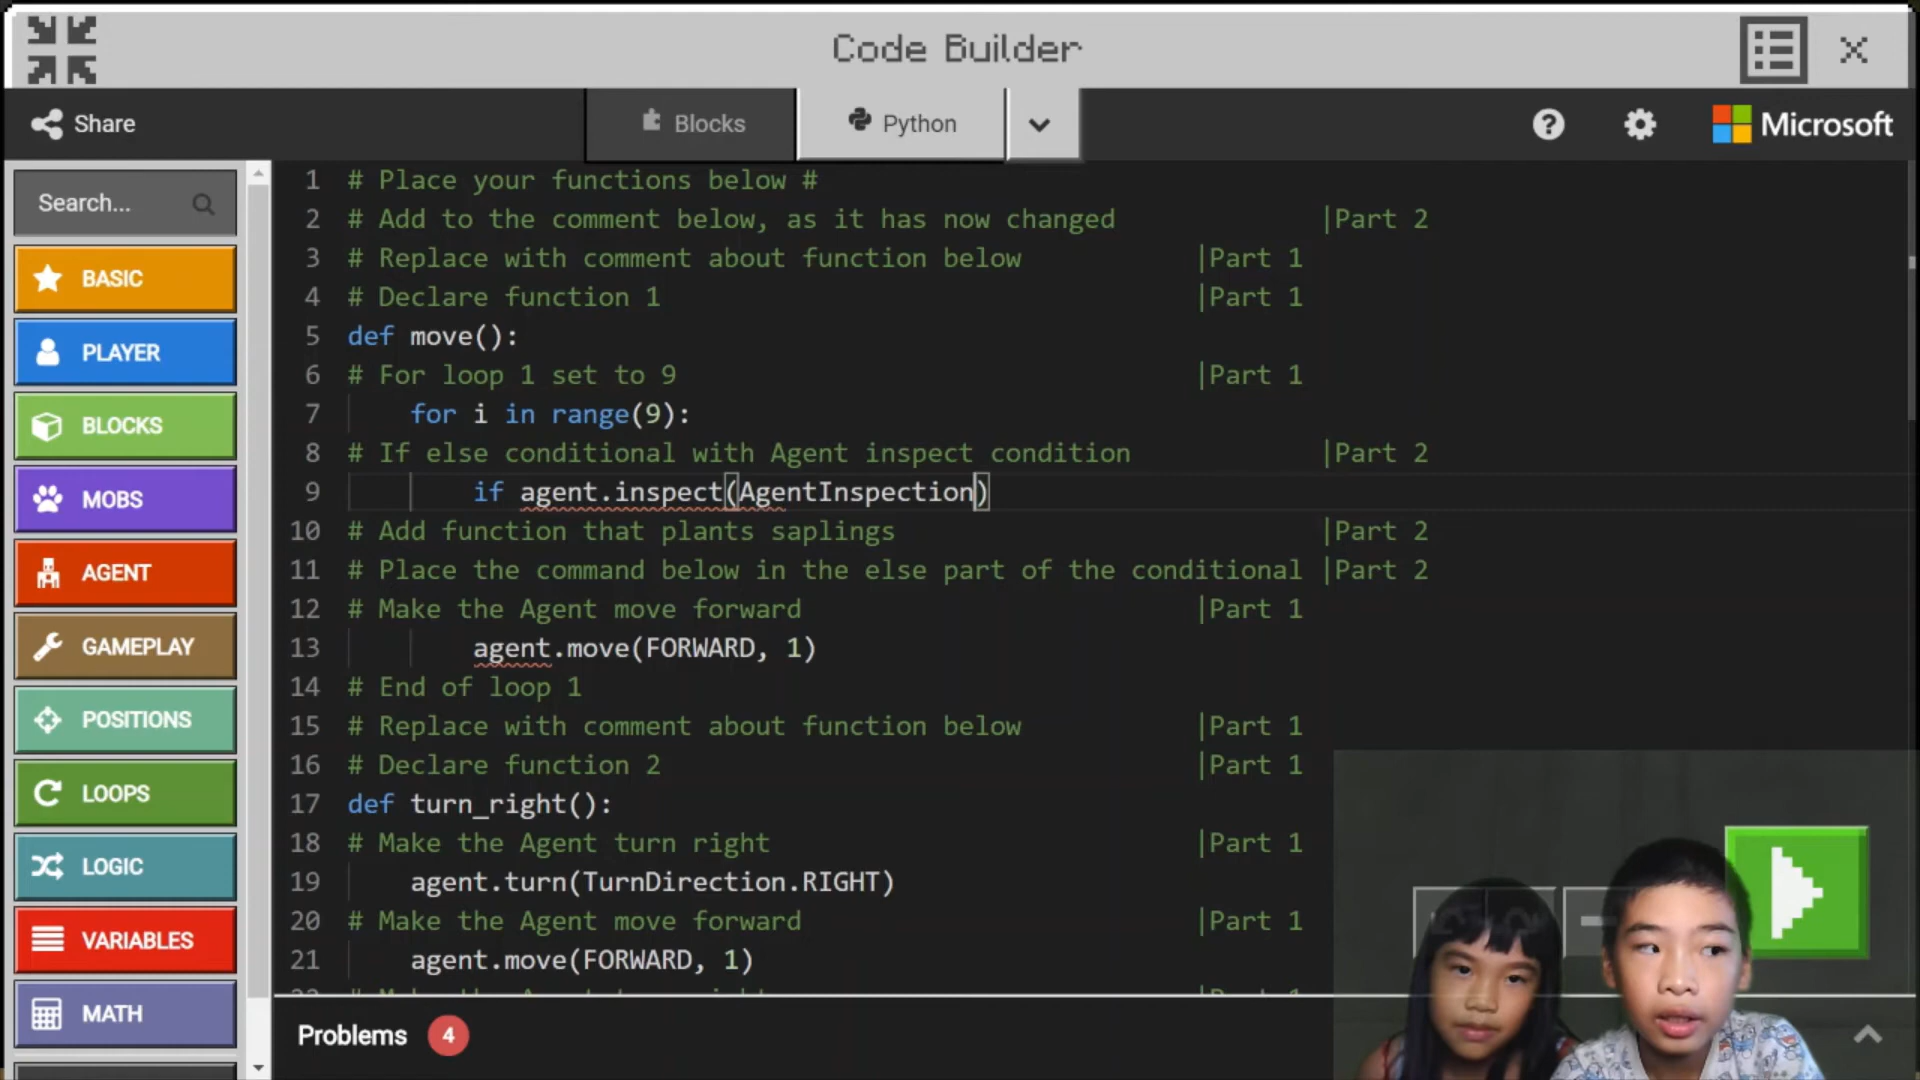 Code Builder
Share
Blocks
Python
Microsoft
Search...
BASIC
PLAYER
BLOCKS
MOBS
AGENT
GAMEPLAY
POSITIONS
LOOPS
LOGIC
VARIABLES
MATH
1 # Place your functions below #
2 # Add to the comment below, as it has now changed |Part 2
3 # Replace with comment about function below |Part 1
4 # Declare function 1 |Part 1
5 def move():
6 # For loop 1 set to 9 |Part 1
7 for i in range(9):
8 # If else conditional with Agent inspect condition |Part 2
9 if agent.inspect(AgentInspection)
10 # Add function that plants saplings |Part 2
11 # Place the command below in the else part of the conditional |Part 2
12 # Make the Agent move forward |Part 1
13 agent.move(FORWARD, 1)
14 # End of loop 1
15 # Replace with comment about function below |Part 1
16 # Declare function 2 |Part 1
17 def turn_right():
18 # Make the Agent turn right |Part 1
19 agent.turn(TurnDirection.RIGHT)
20 # Make the Agent move forward |Part 1
21 agent.move(FORWARD, 1)
Problems 4